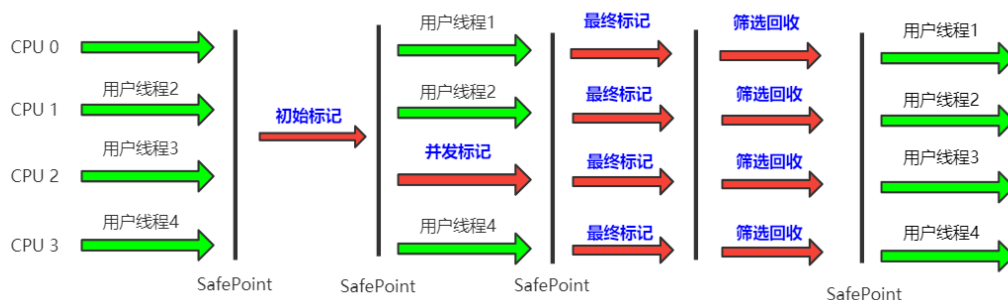 CPU 0
用户线程1
最终标记
筛选回收
用户线程1
CPU 1
用户线程2
用户线程2
最终标记
筛选回收
用户线程2
初始标记
CPU 2
用户线程3
并发标记
最终标记
筛选回收
用户线程3
CPU 3
用户线程4
用户线程4
最终标记
筛选回收
用户线程4
SafePoint
SafePoint
SafePoint
SafePoint